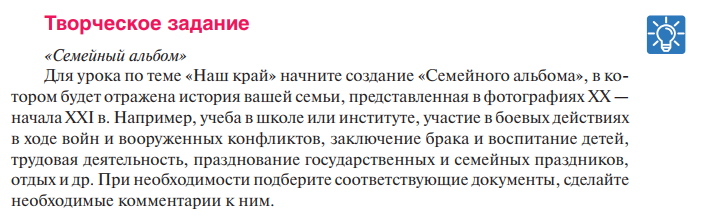 Творческое задание
«Семейный альбом»
Для урока по теме «Наш край» начните создание «Семейного альбома», в ко-
тором будет отражена история вашей семьи, представленная в фотографиях XX —
начала XXI в. Например, учеба в школе или институте, участие в боевых действиях
в ходе войн и вооруженных конфликтов, заключение брака и воспитание детей,
трудовая деятельность, празднование государственных и семейных праздников,
отдых и др. При необходимости подберите соответствующие документы, сделайте
необходимые комментарии к ним.